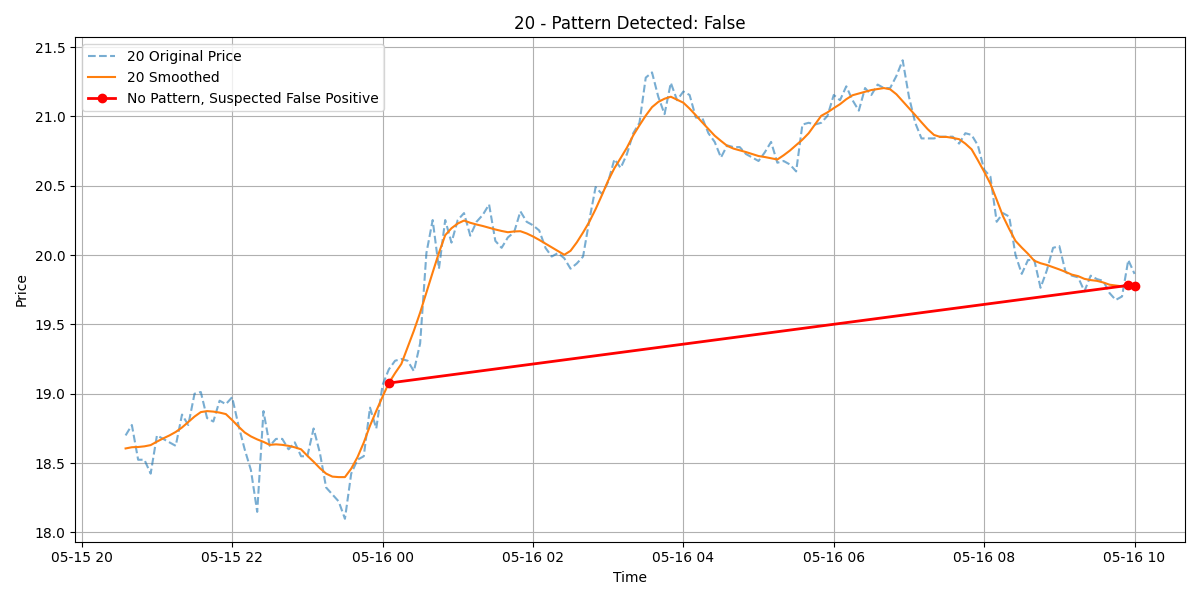 20 - Pattern Detected: False
20 Original Price
20 Smoothed
No Pattern, Suspected False Positive
Price
21.5
21.0
20.5
20.0
19.5
19.0
18.5
18.0
05-15 20
05-15 22
05-16 00
05-16 02
05-16 04
05-16 06
05-16 08
05-16 10
Time